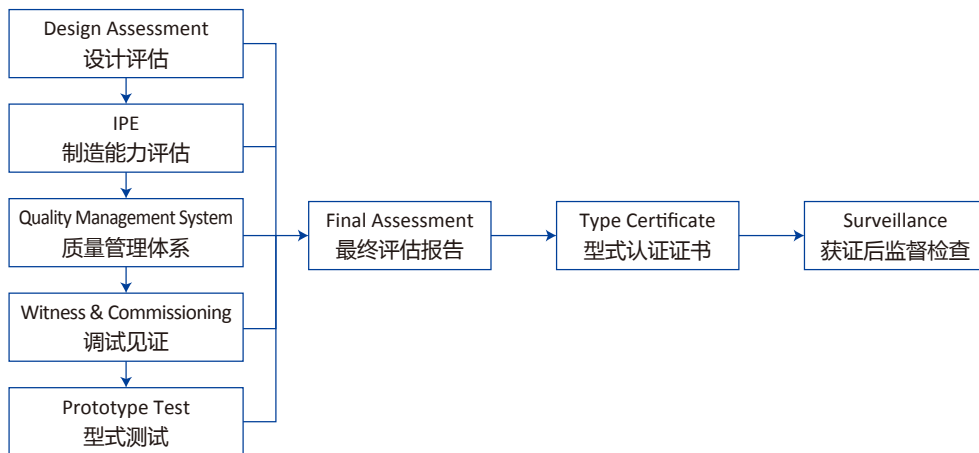 Design Assessment
设计评估
IPE
制造能力评估
Quality Management System
质量管理体系
Witness & Commissioning
调试见证
Prototype Test
型式测试
Final Assessment
最终评估报告
Type Certificate
型式认证证书
Surveillance
获证后监督检查